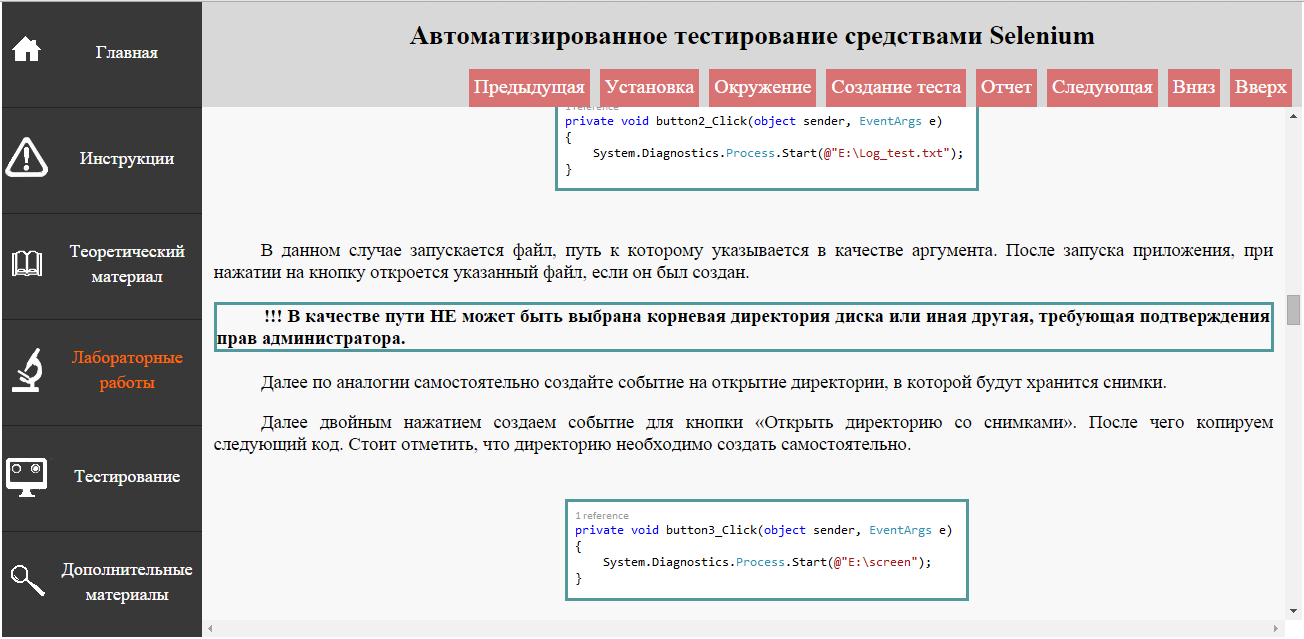 Автоматизированное тестирование средствами Selenium
Предыдущая Установка Окружение Создание теста Отчет Следующая Вниз Вверх
Главная
Инструкции
Теоретический
материал
Лабораторные
работы
Тестирование
Дополнительные
материалы
1 reference
private void button2_Click(object sender, EventArgs e)
{
System.Diagnostics.Process.Start(@"E:\Log_test.txt");
}
В данном случае запускается файл, путь к которому указывается в качестве аргумента. После запуска приложения, при
нажатии на кнопку откроется указанный файл, если он был создан.
!!! В качестве пути НЕ может быть выбрана корневая директория диска или иная другая, требующая подтверждения
прав администратора.
Далее по аналогии самостоятельно создайте событие на открытие директории, в которой будут хранится снимки.
Далее двойным нажатием создаем событие для кнопки «Открыть директорию со снимками». После чего копируем
следующий код. Стоит отметить, что директорию необходимо создать самостоятельно.
1 reference
private void button3_Click(object sender, EventArgs e)
{
System.Diagnostics.Process.Start(@"E:\screen");
}